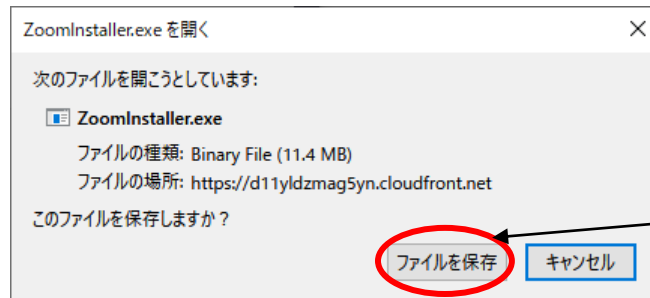 ZoomInstaller.exe を開く
次のファイルを開こうとしています:
ZoomInstaller.exe
ファイルの種類: Binary File (11.4 MB)
ファイルの場所: https://d11yldzmag5yn.cloudfront.net
このファイルを保存しますか？
ファイルを保存 キャンセル